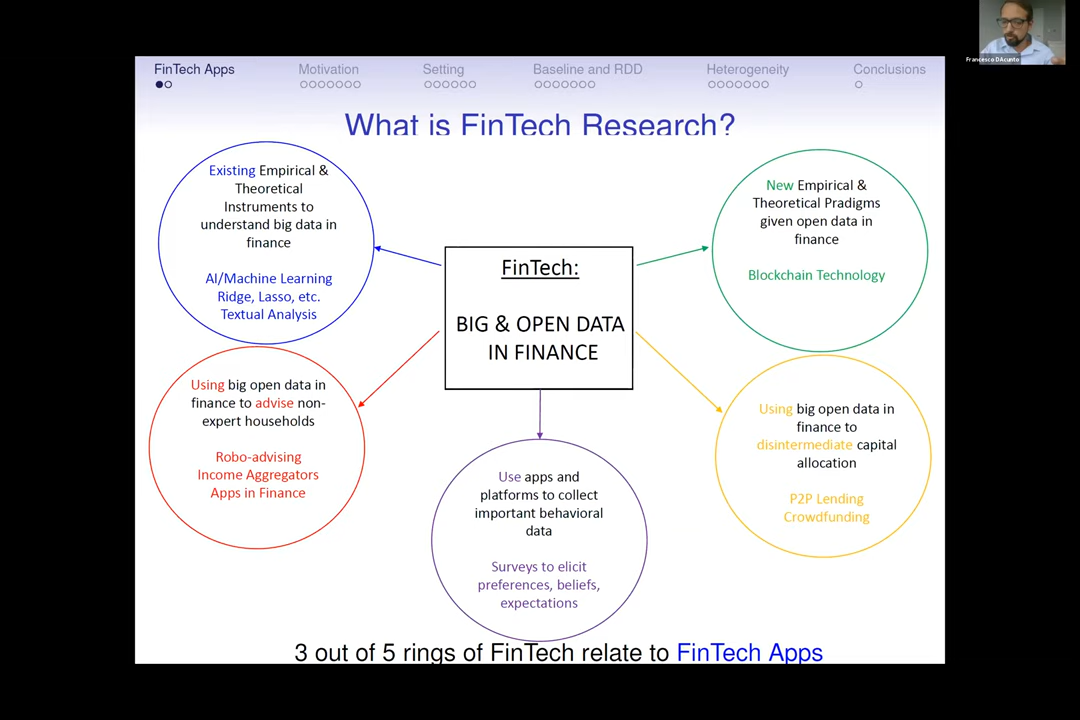 FinTech Apps
Motivation
Setting
Baseline and RDD
Heterogeneity
Conclusions
Francesco DAcunto
What is FinTech Research?
Existing Empirical &
Theoretical
Instruments to
understand big data in
finance
AI/Machine Learning
Ridge, Lasso, etc.
Textual Analysis
New Empirical &
Theoretical Pradigms
given open data in
finance
Blockchain Technology
FinTech:
BIG & OPEN DATA
IN FINANCE
Using big open data in
finance to advise non-
expert households
Robo-advising
Income Aggregators
Apps in Finance
Using big open data in
finance to
disintermediate capital
allocation
P2P Lending
Crowdfunding
Use apps and
platforms to collect
important behavioral
data
Surveys to elicit
preferences, beliefs,
expectations
3 out of 5 rings of FinTech relate to FinTech Apps